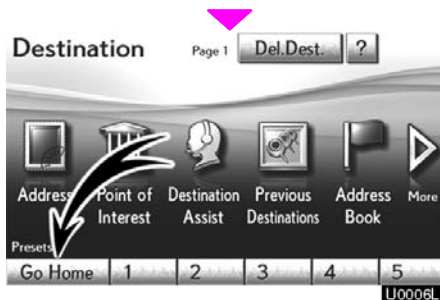 Destination Page 1 Del.Dest. ?
Address Point of Interest Destination Assist Previous Destinations Address Book More
Presets
Go Home 1 2 3 4 5
U0006L